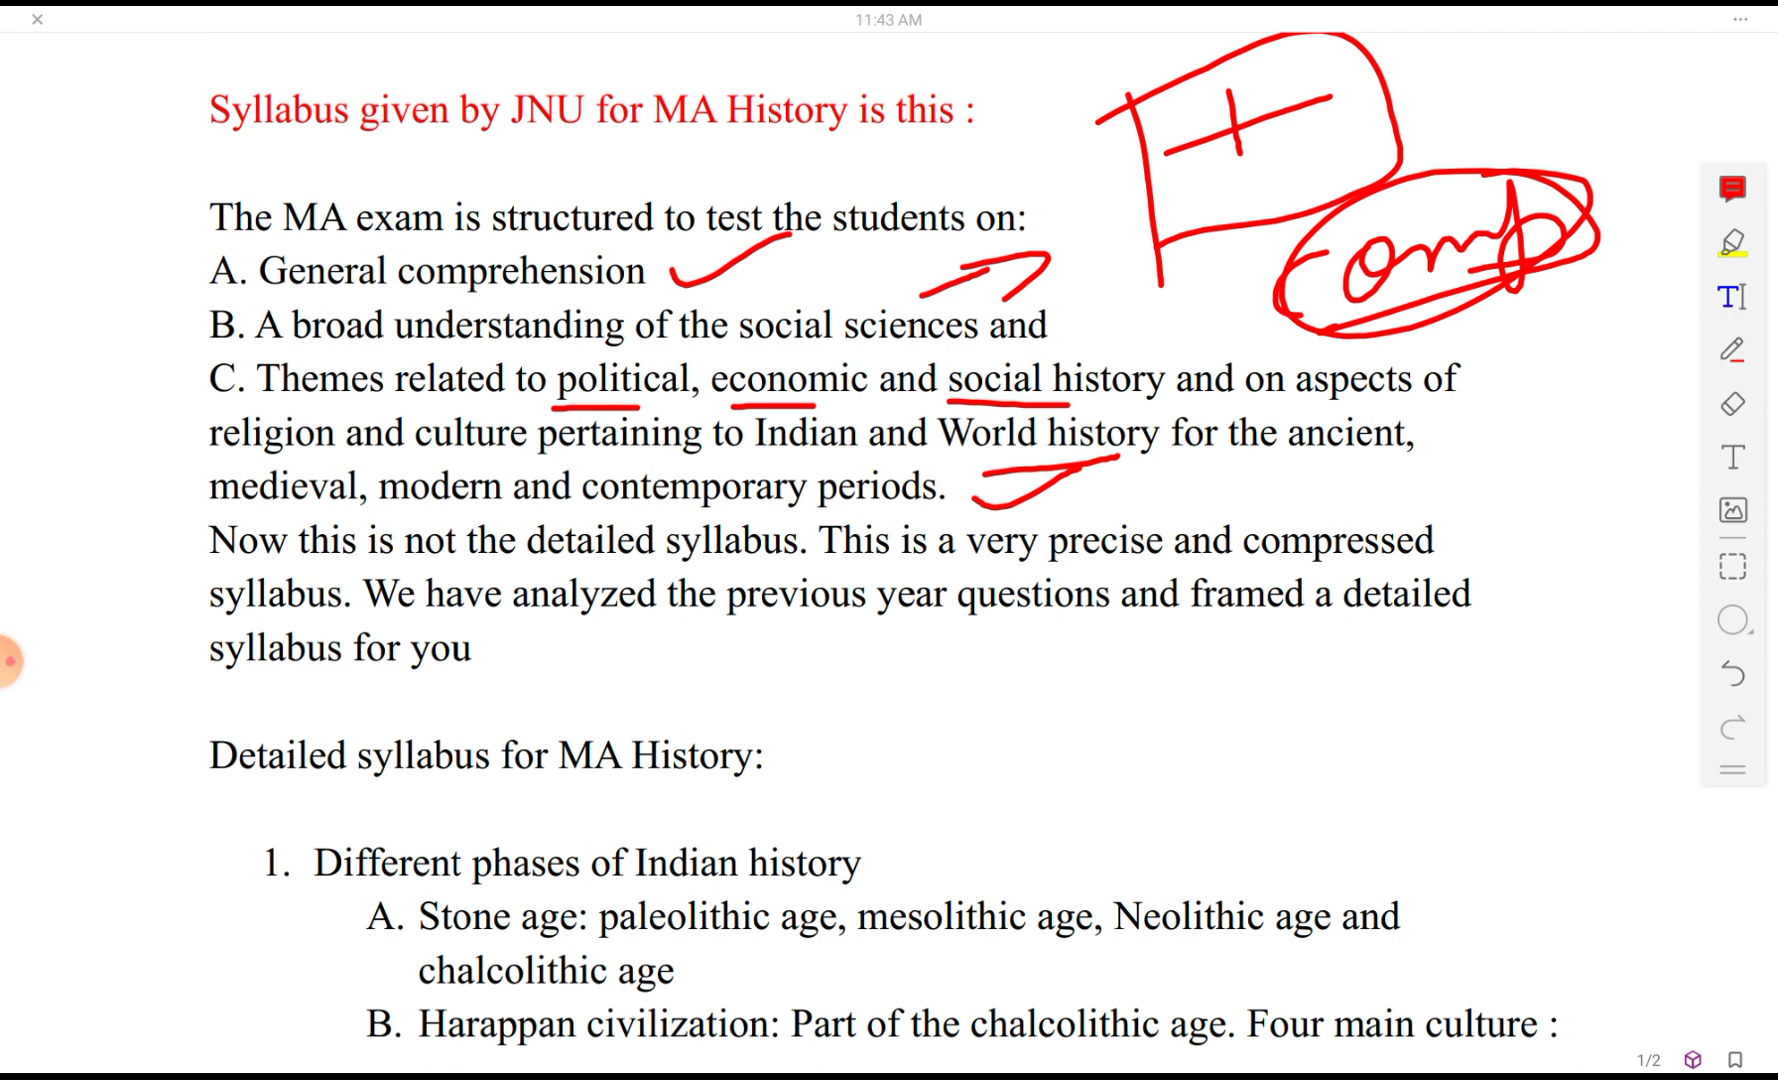 11:43 AM
Syllabus given by JNU for MA History is this :
The MA exam is structured to test the students on:
A. General comprehension
B. A broad understanding of the social sciences and
C. Themes related to political, economic and social history and on aspects of
religion and culture pertaining to Indian and World history for the ancient,
medieval, modern and contemporary periods.
Now this is not the detailed syllabus. This is a very precise and compressed
syllabus. We have analyzed the previous year questions and framed a detailed
syllabus for you
Detailed syllabus for MA History:
1. Different phases of Indian history
A. Stone age: paleolithic age, mesolithic age, Neolithic age and
chalcolithic age
B. Harappan civilization: Part of the chalcolithic age. Four main culture :
comp
1/2